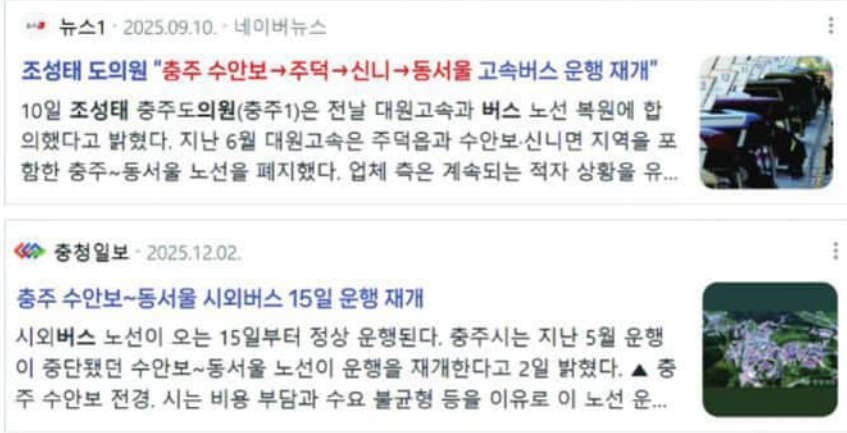 뉴스1 · 2025.09.10. · 네이버뉴스
조성태 도의원 "충주 수안보→주덕→신니→동서울 고속버스 운행 재개"
10일 조성태 충주도의원(충주1)은 전날 대원고속과 버스 노선 복원에 합
의했다고 밝혔다. 지난 6월 대원고속은 주덕읍과 수안보·신니면 지역을 포
함한 충주~동서울 노선을 폐지했다. 업체 측은 계속되는 적자 상황을 유...
충청일보 · 2025.12.02.
충주 수안보~동서울 시외버스 15일 운행 재개
시외버스 노선이 오는 15일부터 정상 운행된다. 충주시는 지난 5월 운행
이 중단됐던 수안보~동서울 노선이 운행을 재개한다고 2일 밝혔다. ▲ 충
주 수안보 전경. 시는 비용 부담과 수요 불균형 등을 이유로 이 노선 운...